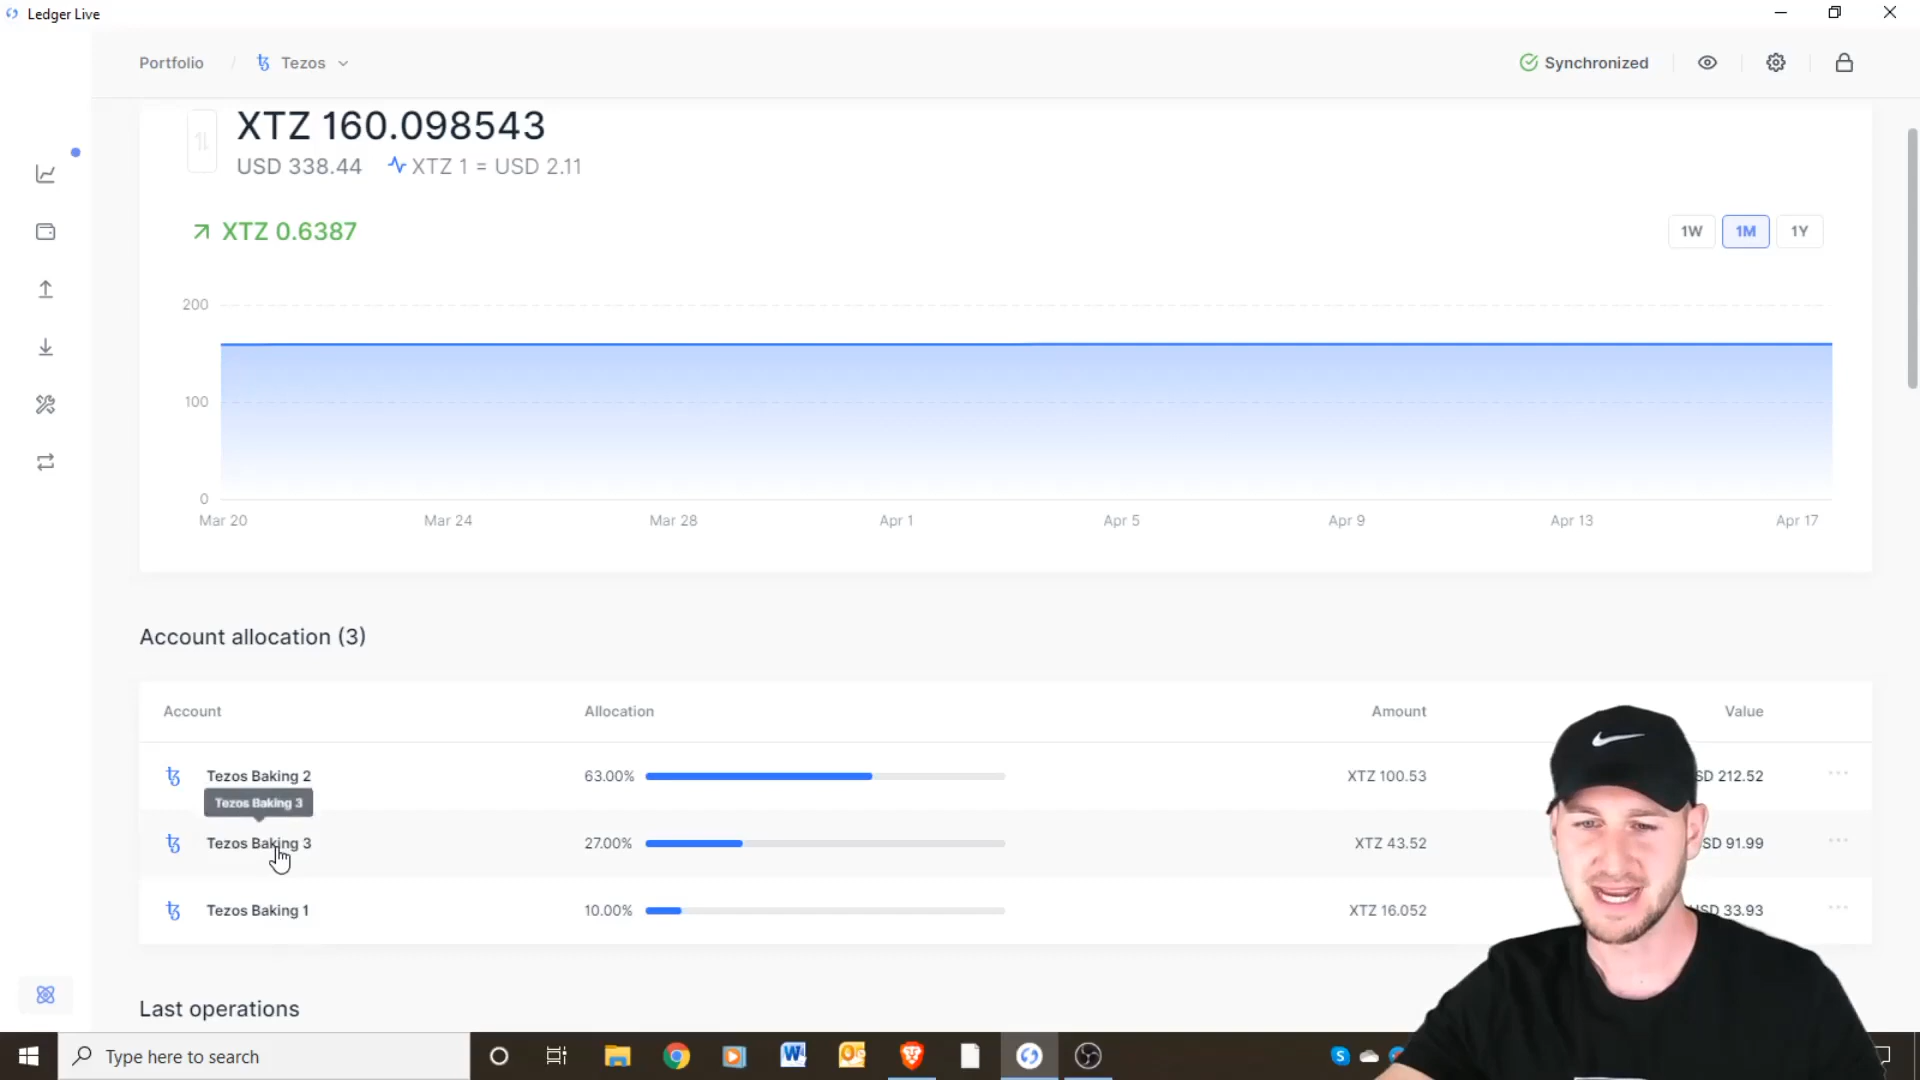 Ledger Live
Portfolio / Tezos
Synchronized
XTZ 160.098543
USD 338.44 XTZ 1 = USD 2.11
XTZ 0.6387
1W 1M 1Y
200
100
0
Mar 20 Mar 24 Mar 28 Apr 1 Apr 5 Apr 9 Apr 13 Apr 17
Account allocation (3)
Account Allocation Amount Value
Tezos Baking 2 63.00% XTZ 100.53 SD 212.52
Tezos Baking 3
Tezos Baking 3 27.00% XTZ 43.52 SD 91.99
Tezos Baking 1 10.00% XTZ 16.052 USD 33.93
Last operations
Type here to search